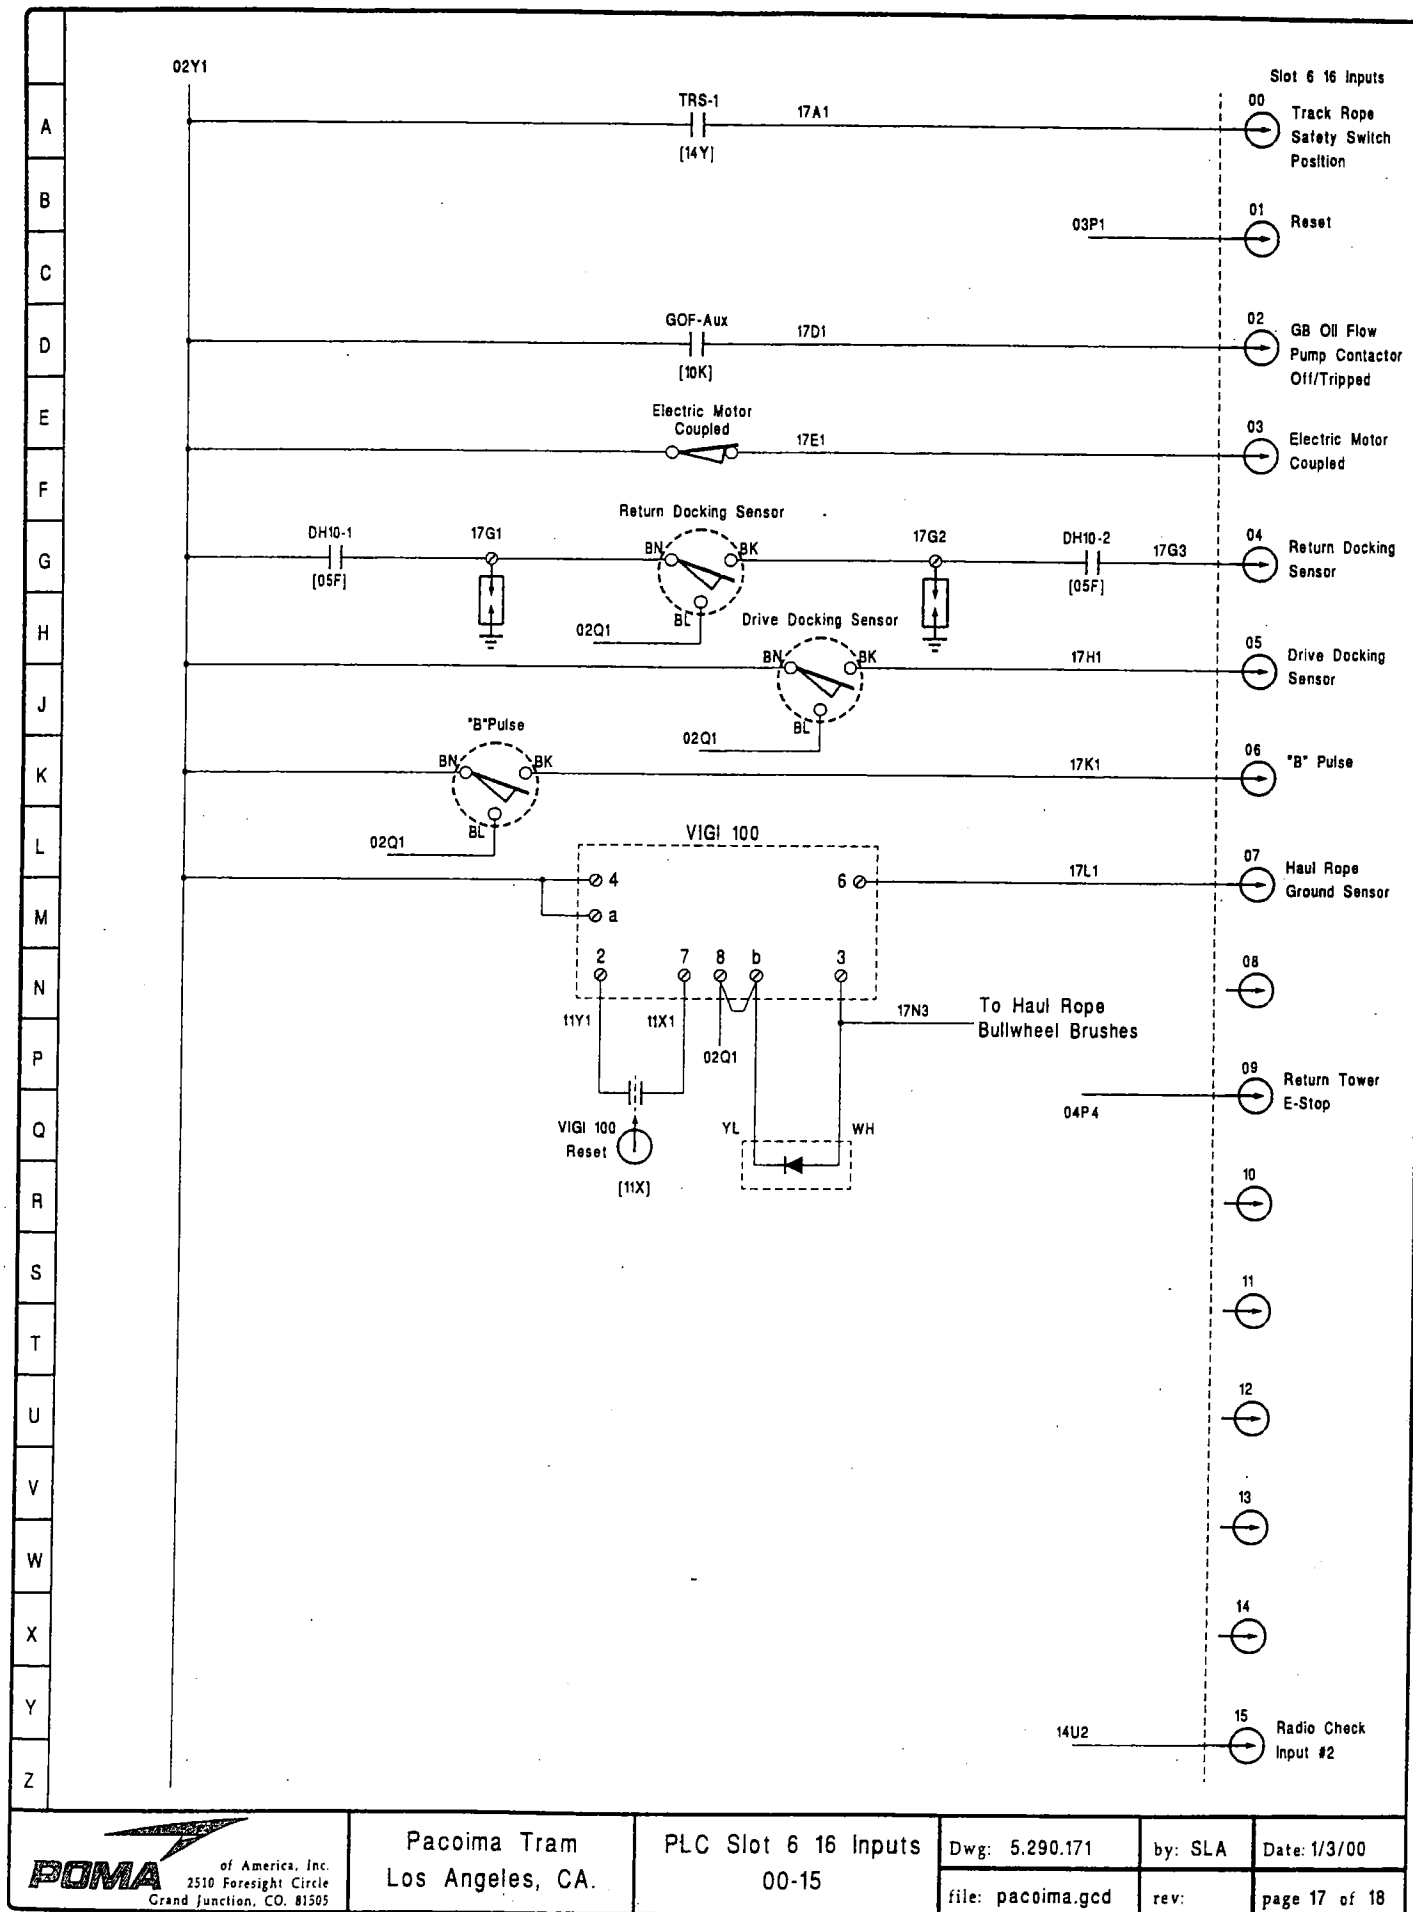 02Y1
Slot 6 16 Inputs
A
TRS-1
17A1
[14Y]
00
Track Rope
Safety Switch
Position
B
03P1
01
Reset
C
D
GOF-Aux
17D1
[10K]
02
GB Oil Flow
Pump Contactor
Off/Tripped
E
Electric Motor
Coupled
17E1
03
Electric Motor
Coupled
F
Return Docking Sensor
G
DH10-1
[05F]
17G1
BN
BK
BL
02Q1
17G2
DH10-2
[05F]
17G3
04
Return Docking
Sensor
H
Drive Docking Sensor
BN
BK
BL
02Q1
17H1
05
Drive Docking
Sensor
J
"B"Pulse
K
BN
BK
BL
02Q1
17K1
06
"B" Pulse
L
VIGI 100
4
a
6
17L1
07
Haul Rope
Ground Sensor
M
N
2
7
8
b
3
08
11Y1
11X1
02Q1
17N3
To Haul Rope
Bullwheel Brushes
P
Q
VIGI 100
Reset
[11X]
YL
WH
04P4
09
Return Tower
E-Stop
R
10
S
11
T
U
12
V
13
W
X
14
Y
14U2
15
Radio Check
Input #2
Z
POMA
of America, Inc.
2510 Foresight Circle
Grand Junction, CO. 81505
Pacoima Tram
Los Angeles, CA.
PLC Slot 6 16 Inputs
00-15
Dwg: 5.290.171
by: SLA
Date: 1/3/00
file: pacoima.gcd
rev:
page 17 of 18